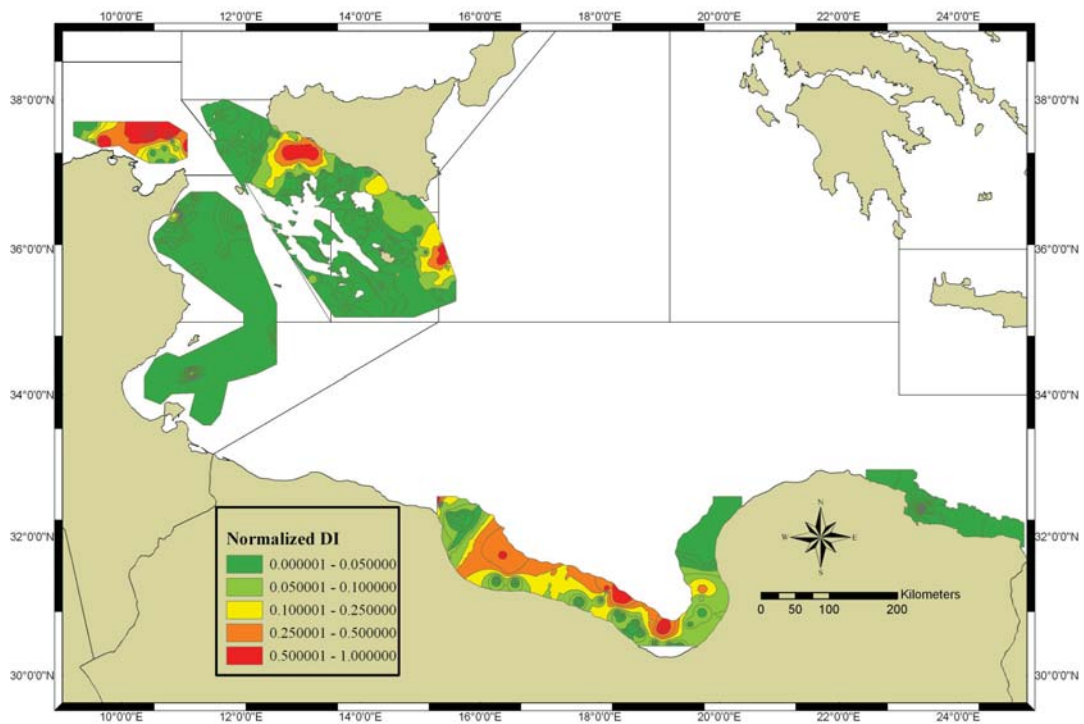 10°0'0"E 12°0'0"E 14°0'0"E 16°0'0"E 18°0'0"E 20°0'0"E 22°0'0"E 24°0'0"E
38°0'0"N 38°0'0"N
36°0'0"N 36°0'0"N
34°0'0"N 34°0'0"N
32°0'0"N 32°0'0"N
30°0'0"N 30°0'0"N
Normalized DI
0.000001 - 0.050000
0.050001 - 0.100000
0.100001 - 0.250000
0.250001 - 0.500000
0.500001 - 1.000000
N
W E
S
Kilometers
0 50 100 200
10°0'0"E 12°0'0"E 14°0'0"E 16°0'0"E 18°0'0"E 20°0'0"E 22°0'0"E 24°0'0"E